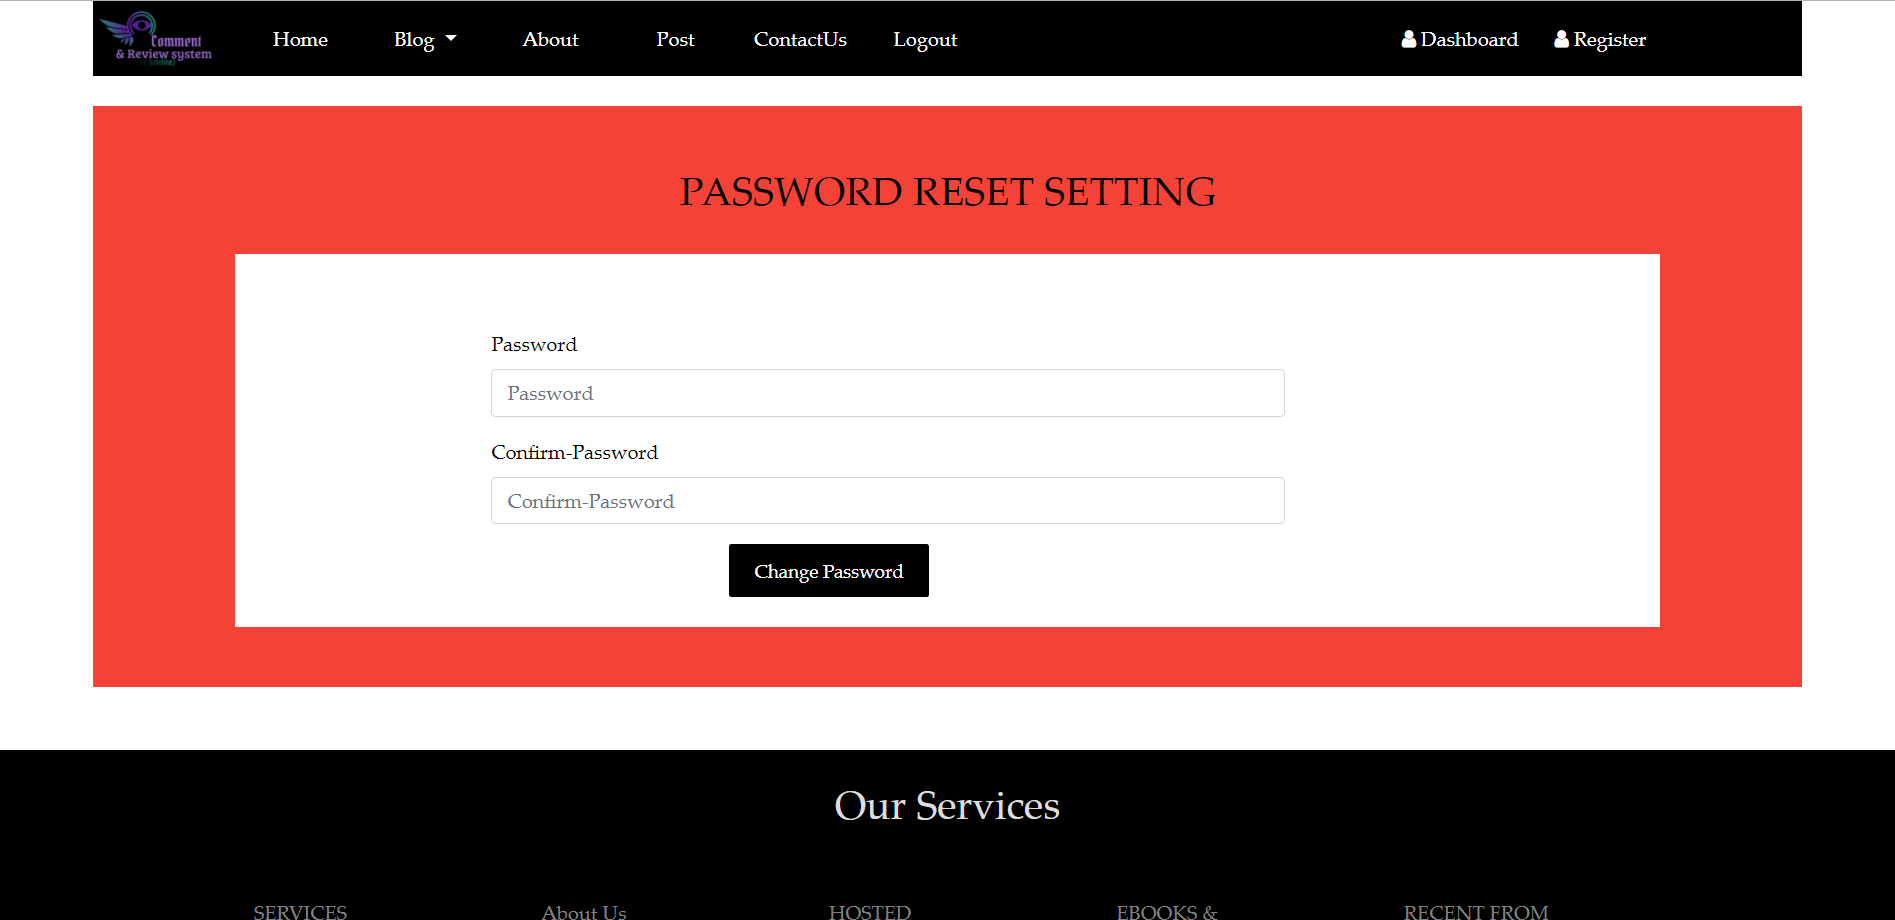 Comment
& Review system
Home Blog About Post ContactUs Logout Dashboard Register
PASSWORD RESET SETTING
Password
Password
Confirm-Password
Confirm-Password
Change Password
Our Services
SERVICES About Us HOSTED EBOOKS & RECENT FROM